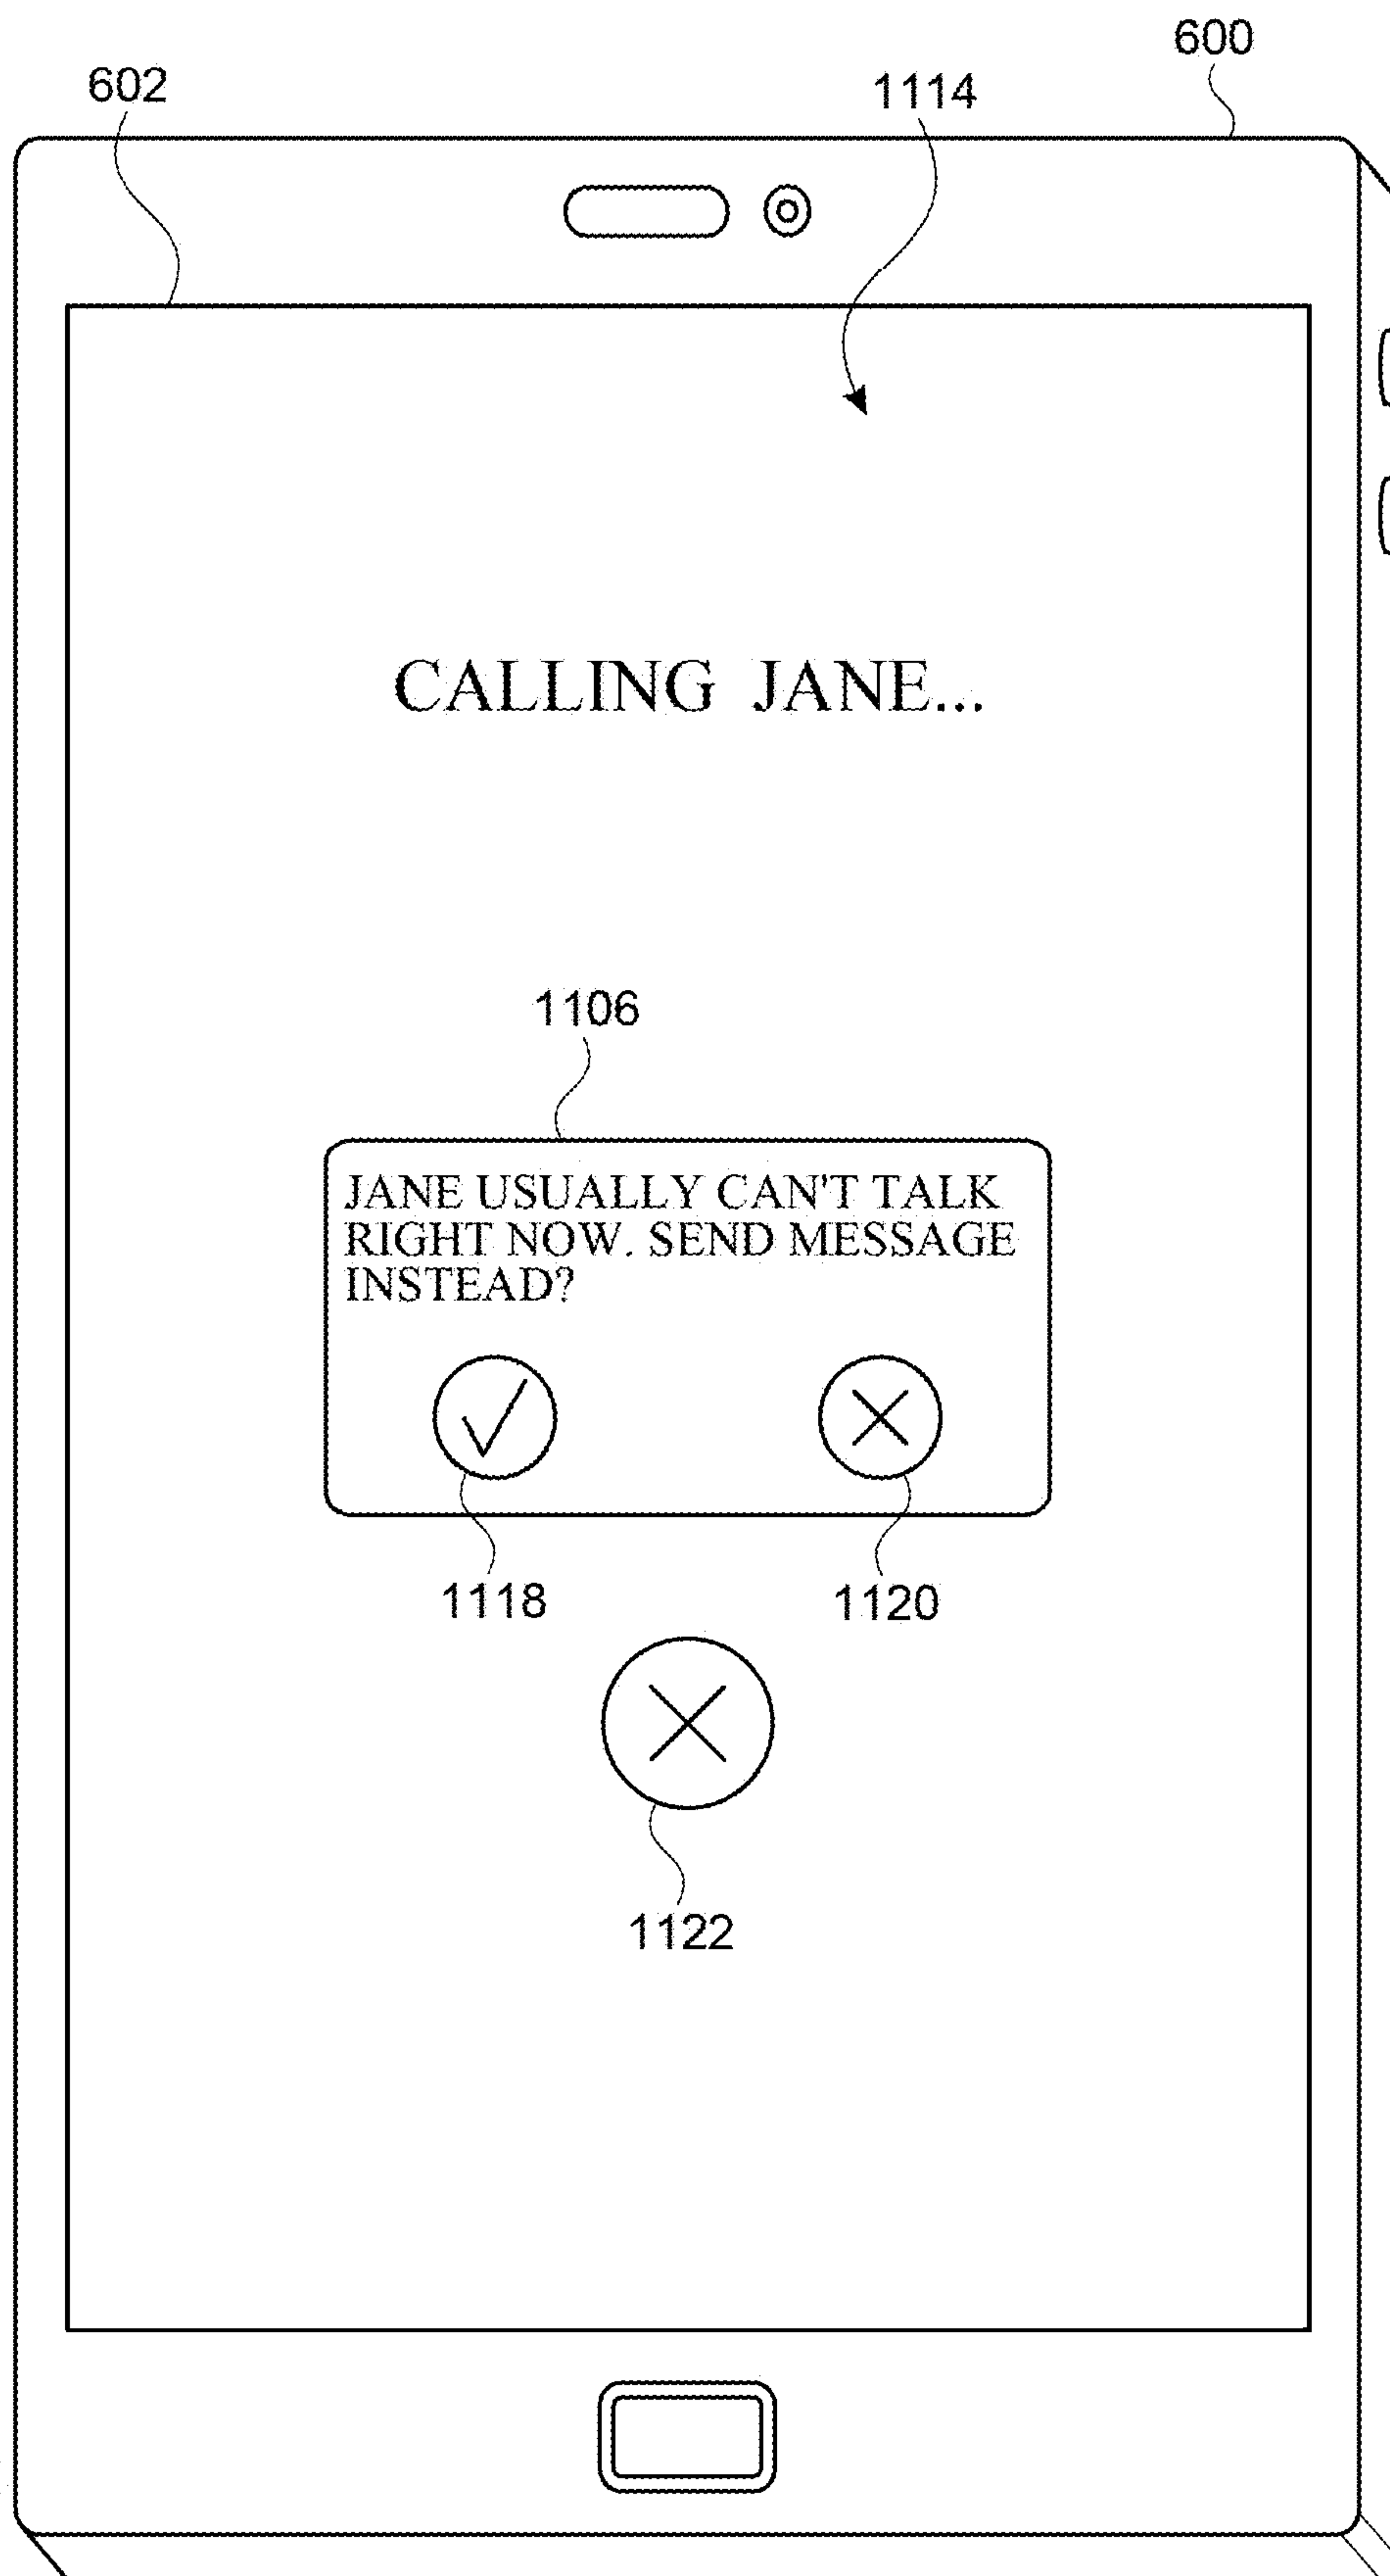 600
602
1114
CALLING JANE...
1106
JANE USUALLY CAN'T TALK
RIGHT NOW. SEND MESSAGE
INSTEAD?
1118
1120
1122